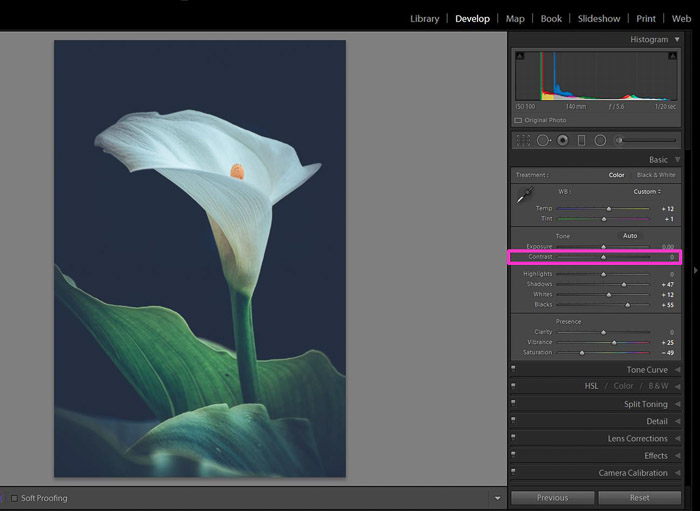 Library | Develop | Map | Book | Slideshow | Print | Web
Histogram
ISO 100 140 mm ƒ / 5.6 1/20 sec
Original Photo
Basic
Treatment : Color Black & White
WB : Custom
Temp + 12
Tint + 1
Tone Auto
Exposure 0.00
Contrast 0
Highlights 0
Shadows + 47
Whites + 12
Blacks + 55
Presence
Clarity 0
Vibrance + 25
Saturation − 49
Tone Curve
HSL / Color / B & W
Split Toning
Detail
Lens Corrections
Effects
Camera Calibration
Soft Proofing
Previous Reset